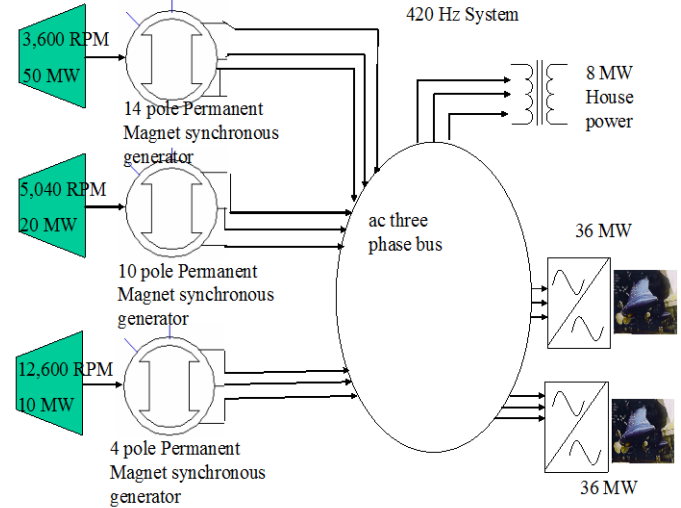 420 Hz System
3,600 RPM
50 MW
14 pole Permanent
Magnet synchronous
generator
8 MW
House
power
5,040 RPM
20 MW
ac three
phase bus
10 pole Permanent
Magnet synchronous
generator
36 MW
12,600 RPM
10 MW
4 pole Permanent
Magnet synchronous
generator
36 MW